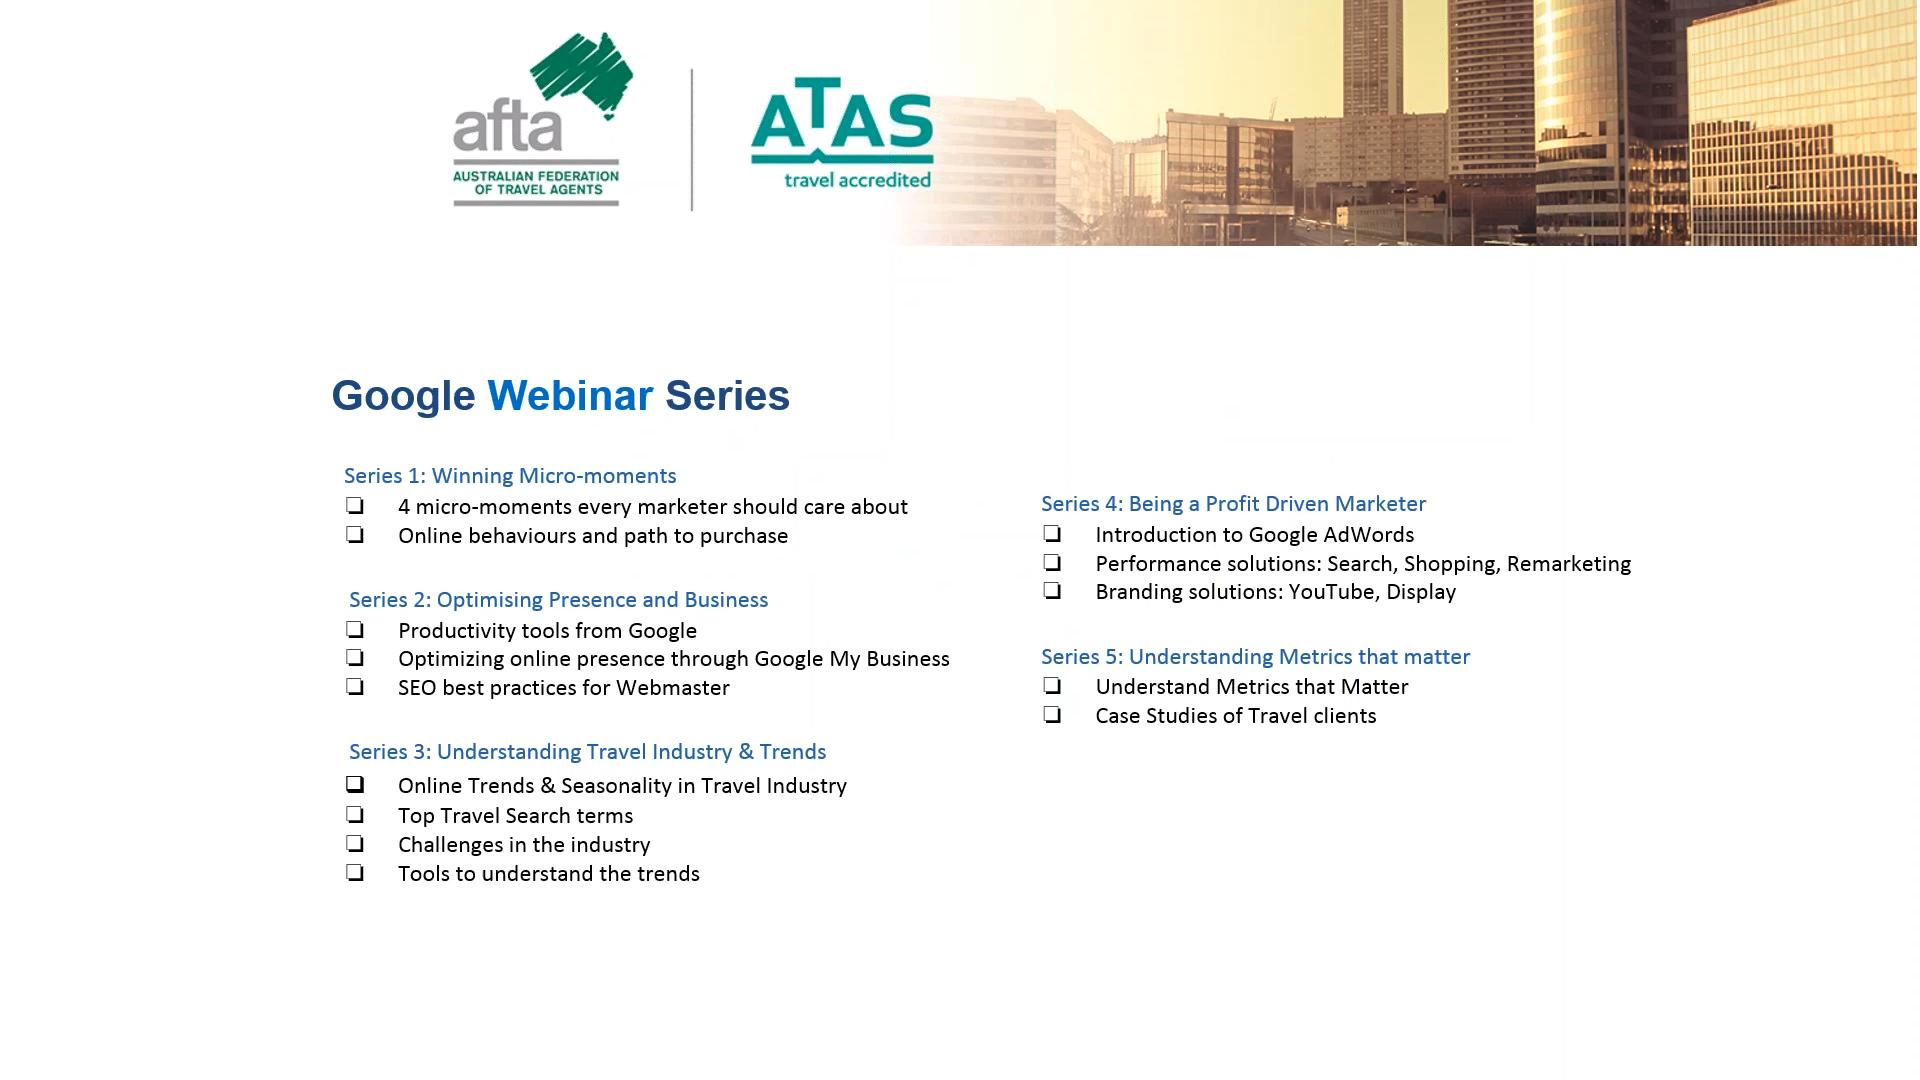 afta
AUSTRALIAN FEDERATION
OF TRAVEL AGENTS
ATAS
travel accredited
Google Webinar Series
Series 1: Winning Micro-moments
4 micro-moments every marketer should care about
Online behaviours and path to purchase
Series 2: Optimising Presence and Business
Productivity tools from Google
Optimizing online presence through Google My Business
SEO best practices for Webmaster
Series 3: Understanding Travel Industry & Trends
Online Trends & Seasonality in Travel Industry
Top Travel Search terms
Challenges in the industry
Tools to understand the trends
Series 4: Being a Profit Driven Marketer
Introduction to Google AdWords
Performance solutions: Search, Shopping, Remarketing
Branding solutions: YouTube, Display
Series 5: Understanding Metrics that matter
Understand Metrics that Matter
Case Studies of Travel clients